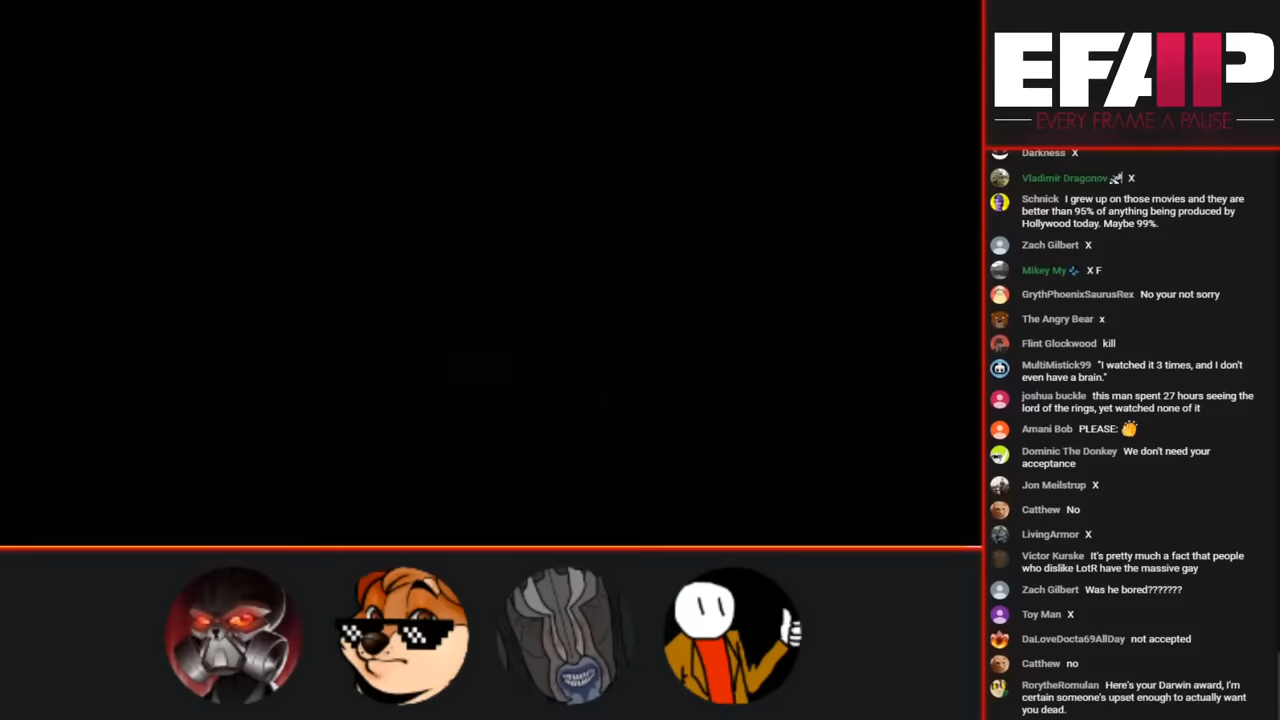 EFAP
EVERY FRAME A PAUSE
Darkness X
Vladimir Dragonov X
Schnick I grew up on those movies and they are
better than 95% of anything being produced by
Hollywood today. Maybe 99%.
Zach Gilbert X
Mikey My X F
GrythPhoenixSaurusRex No your not sorry
The Angry Bear x
Flint Glockwood kill
MultiMistick99 "I watched it 3 times, and I don't
even have a brain."
joshua buckle this man spent 27 hours seeing the
lord of the rings, yet watched none of it
Amani Bob PLEASE: 👏
Dominic The Donkey We don't need your
acceptance
Jon Meilstrup X
Catthew No
LivingArmor X
Victor Kurske It's pretty much a fact that people
who dislike LotR have the massive gay
Zach Gilbert Was he bored???????
Toy Man X
DaLoveDocta69AllDay not accepted
Catthew no
RorytheRomulan Here's your Darwin award, I'm
certain someone's upset enough to actually want
you dead.